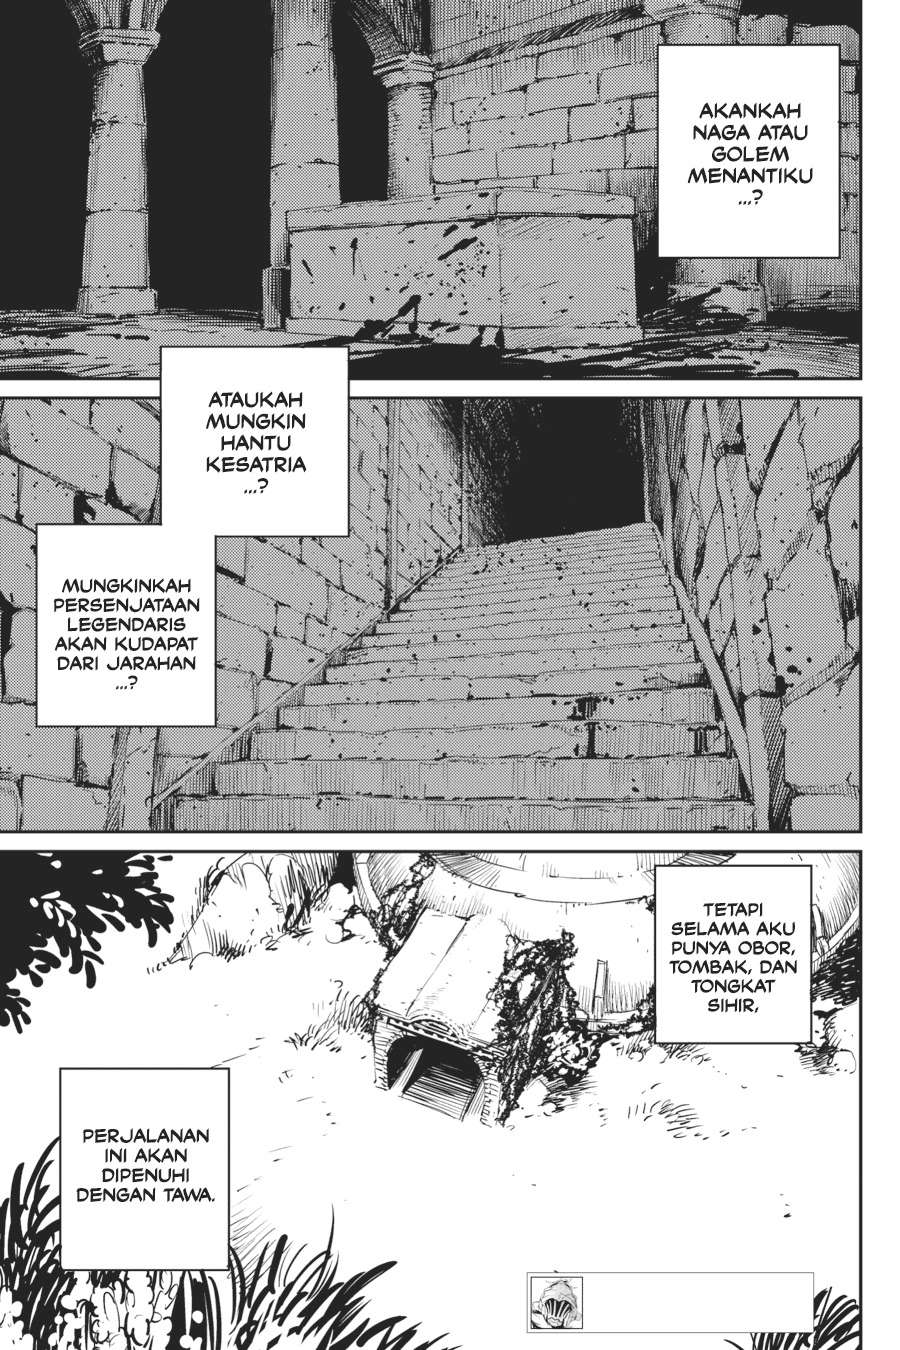 AKANKAH
NAGA ATAU
GOLEM
MENANTIKU
...?
ATAUKAH
MUNGKIN
HANTU
KESATRIA
...?
MUNGKINKAH
PERSENJATAAN
LEGENDARIS
AKAN KUDAPAT
DARI JARAHAN
...?
TETAPI
SELAMA AKU
PUNYA OBOR,
TOMBAK, DAN
TONGKAT
SIHIR,
PERJALANAN
INI AKAN
DIPENUHI
DENGAN TAWA.